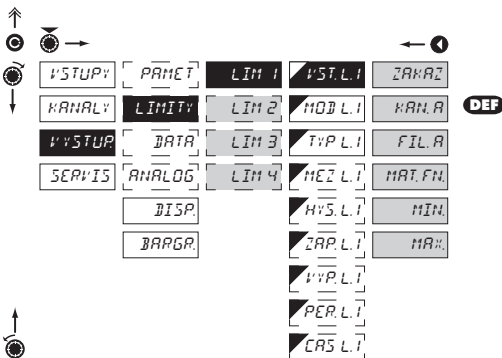 VSTUPY PAMET LIM 1 VST. L. 1 ZAKAZ
KANALY LIMITY LIM 2 MOD L. 1 KAN. A DEF
VYSTUP. DATA LIM 3 TYP L. 1 FIL. A
SERVIS ANALOG LIM 4 MEZ L. 1 MAT. FN.
DISP. HYS. L. 1 MIN.
BARGR. ZAP. L. 1 MAX.
VYP. L. 1
PER. L. 1
CAS L. 1